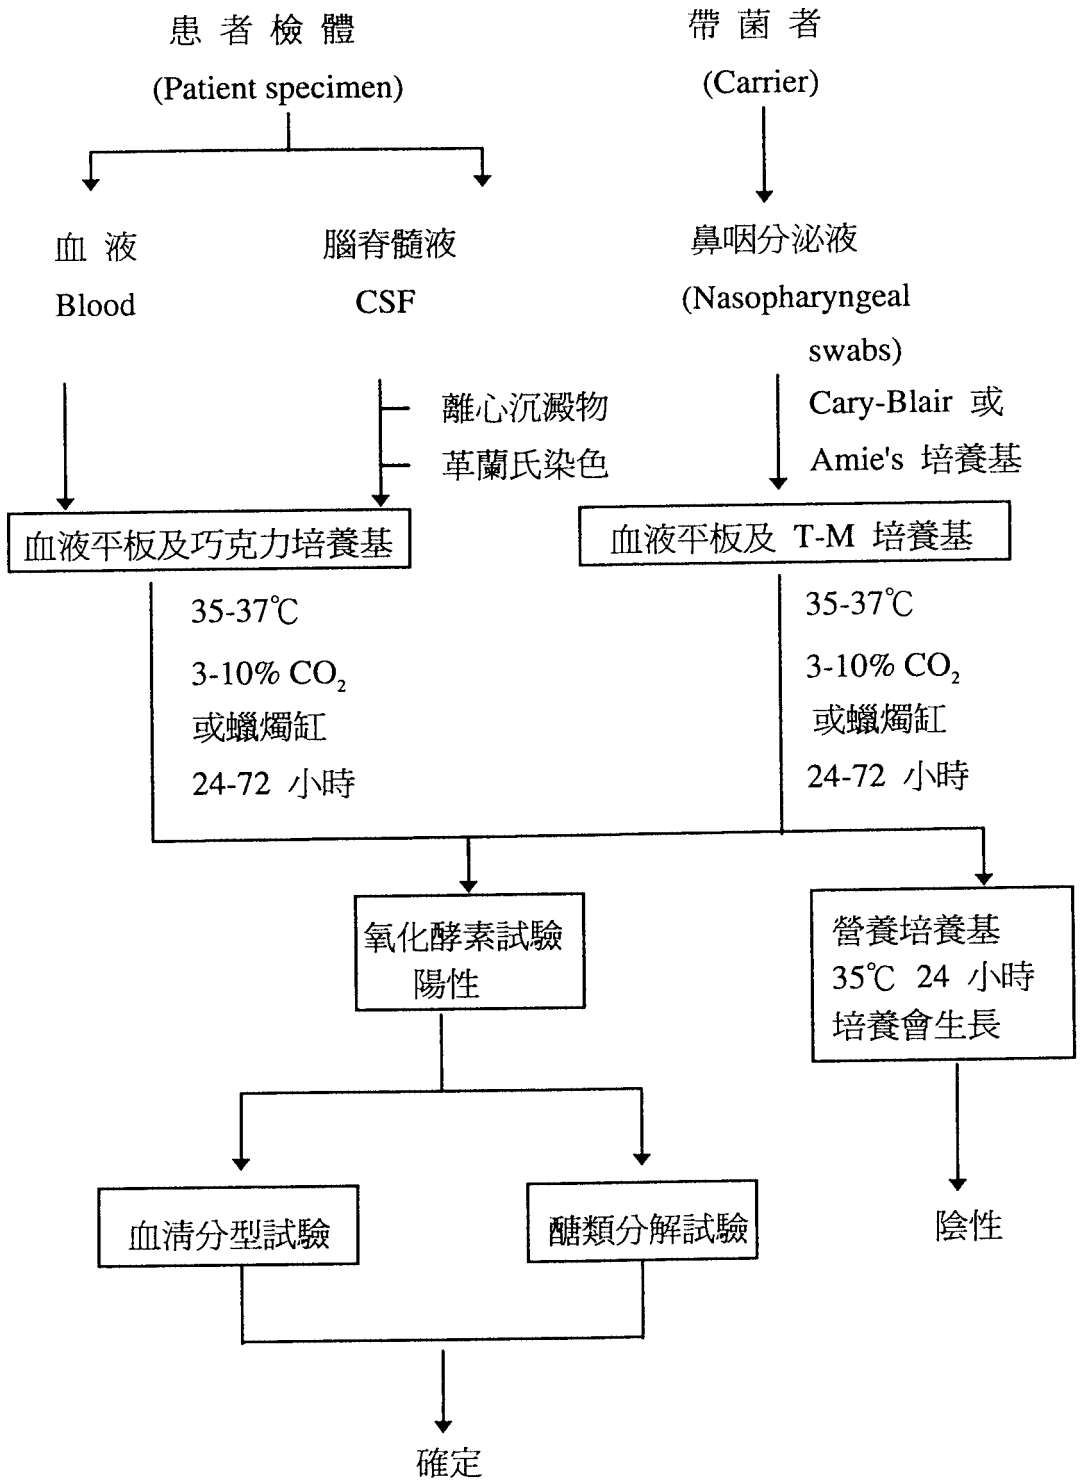 患者檢體
(Patient specimen)
帶菌者
(Carrier)
血液
Blood
腦脊髓液
CSF
鼻咽分泌液
(Nasopharyngeal
swabs)
離心沉澱物
革蘭氏染色
Cary-Blair 或
Amie's 培養基
血液平板及巧克力培養基
血液平板及 T-M 培養基
35-37℃
3-10% CO₂
或蠟燭缸
24-72 小時
35-37℃
3-10% CO₂
或蠟燭缸
24-72 小時
氧化酵素試驗
陽性
營養培養基
35℃ 24 小時
培養會生長
血清分型試驗
醣類分解試驗
陰性
確定